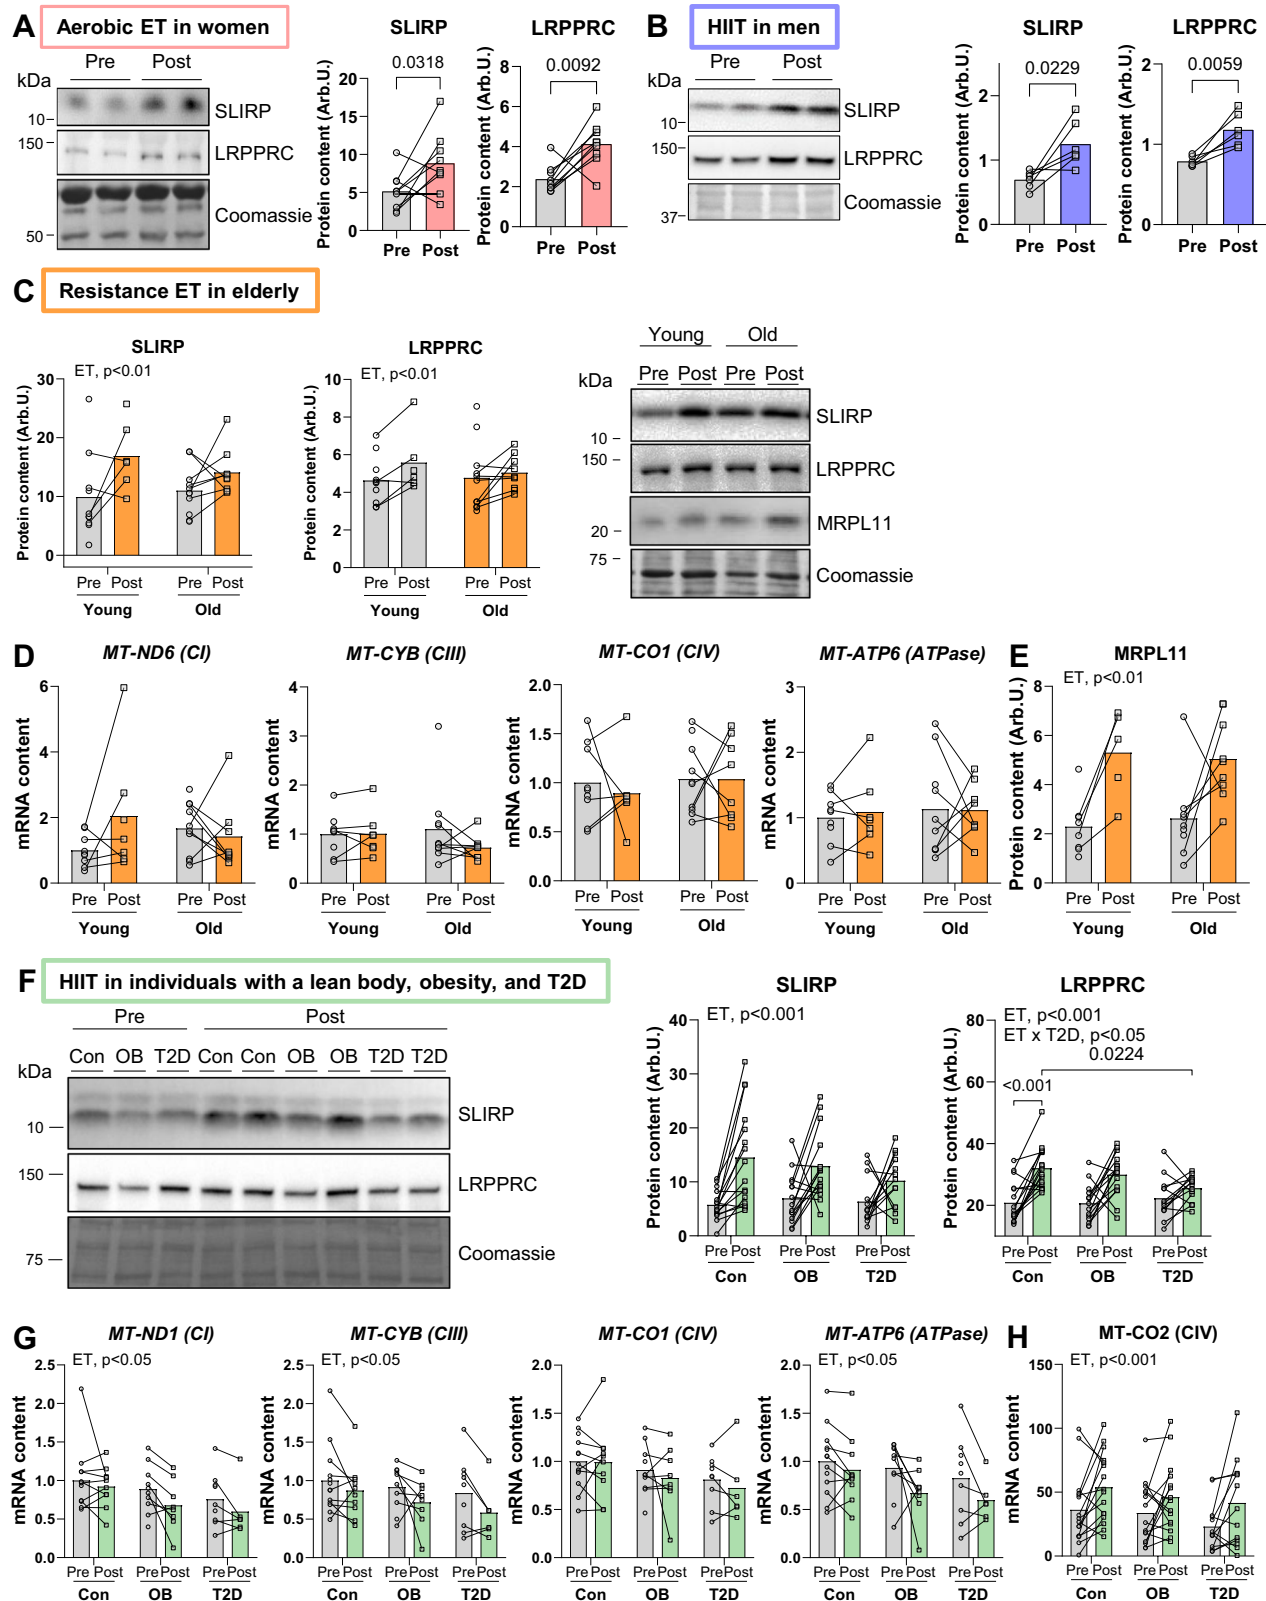 A Aerobic ET in women
kDa
Pre Post
SLIRP
10
150
LRPPRC
Coomassie
50
SLIRP
Protein content (Arb.U.)
0.0318
20
15
10
5
0
Pre Post
LRPPRC
Protein content (Arb.U.)
0.0092
8
6
4
2
0
Pre Post
B HIIT in men
kDa
Pre Post
SLIRP
10
150
LRPPRC
Coomassie
37
SLIRP
Protein content (Arb.U.)
0.0229
2
1
0
Pre Post
LRPPRC
Protein content (Arb.U.)
0.0059
2
1
0
Pre Post
C Resistance ET in elderly
SLIRP
ET, p<0.01
Protein content (Arb.U.)
30
20
10
0
Pre Post Pre Post
Young Old
LRPPRC
ET, p<0.01
Protein content (Arb.U.)
10
8
6
4
2
0
Pre Post Pre Post
Young Old
Young Old
kDa
Pre Post Pre Post
SLIRP
10
150
LRPPRC
MRPL11
20
75
Coomassie
D
MT-ND6 (CI)
mRNA content
6
4
2
0
Pre Post Pre Post
Young Old
MT-CYB (CIII)
mRNA content
4
3
2
1
0
Pre Post Pre Post
Young Old
MT-CO1 (CIV)
mRNA content
2.0
1.5
1.0
0.5
0.0
Pre Post Pre Post
Young Old
MT-ATP6 (ATPase)
mRNA content
3
2
1
0
Pre Post Pre Post
Young Old
E
MRPL11
ET, p<0.01
Protein content (Arb.U.)
8
6
4
2
0
Pre Post Pre Post
Young Old
F HIIT in individuals with a lean body, obesity, and T2D
Pre Post
Con OB T2D Con Con OB OB T2D T2D
kDa
SLIRP
10
150
LRPPRC
Coomassie
75
SLIRP
ET, p<0.001
Protein content (Arb.U.)
40
30
20
10
0
Pre Post Pre Post Pre Post
Con OB T2D
LRPPRC
ET, p<0.001
ET x T2D, p<0.05
0.0224
<0.001
Protein content (Arb.U.)
80
60
40
20
Pre Post Pre Post Pre Post
Con OB T2D
G
MT-ND1 (CI)
ET, p<0.05
mRNA content
2.5
2.0
1.5
1.0
0.5
0.0
Pre Post Pre Post Pre Post
Con OB T2D
MT-CYB (CIII)
ET, p<0.05
mRNA content
2.5
2.0
1.5
1.0
0.5
0.0
Pre Post Pre Post Pre Post
Con OB T2D
MT-CO1 (CIV)
mRNA content
2.0
1.5
1.0
0.5
0.0
Pre Post Pre Post Pre Post
Con OB T2D
MT-ATP6 (ATPase)
ET, p<0.05
mRNA content
2.0
1.5
1.0
0.5
0.0
Pre Post Pre Post Pre Post
Con OB T2D
H
MT-CO2 (CIV)
ET, p<0.001
mRNA content
150
100
50
0
Pre Post Pre Post Pre Post
Con OB T2D